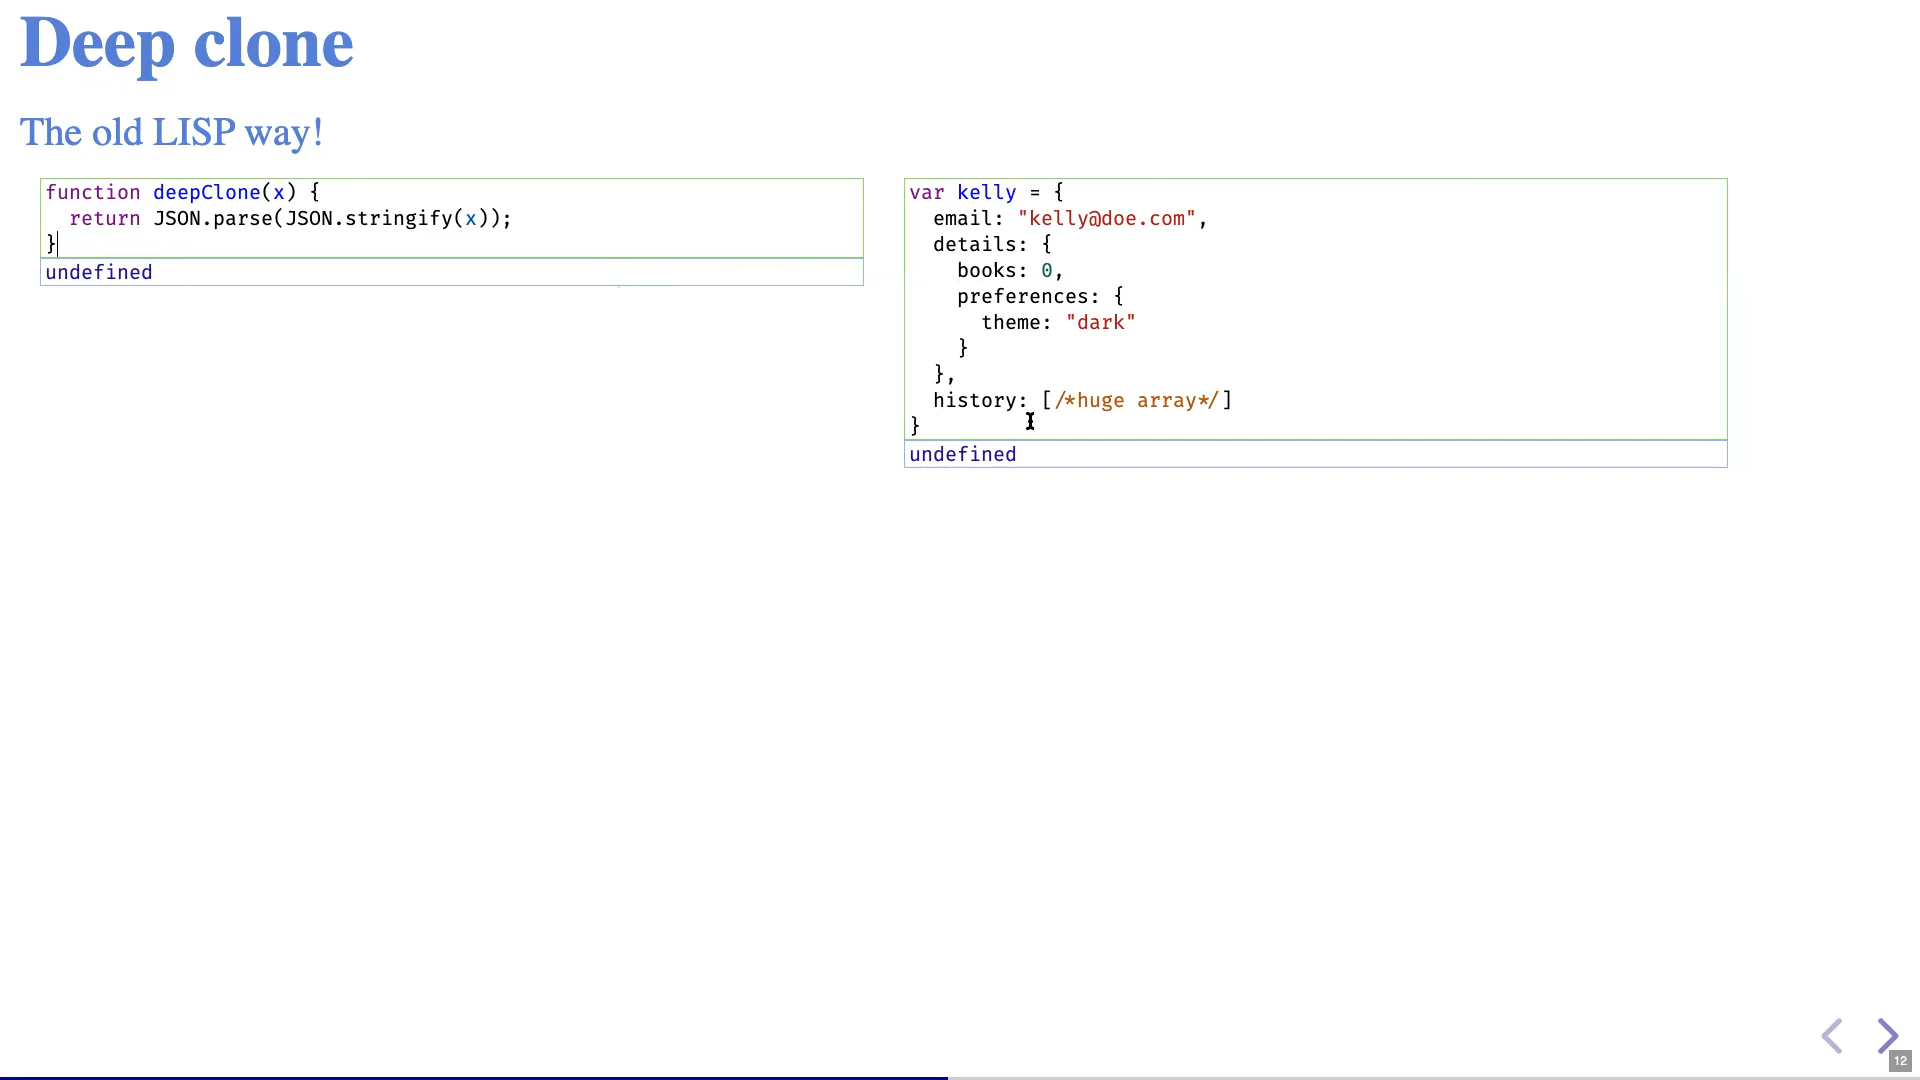 Deep clone
The old LISP way!
function deepClone(x) {
  return JSON.parse(JSON.stringify(x));
}
undefined
var kelly = {
  email: "kelly@doe.com",
  details: {
    books: 0,
    preferences: {
      theme: "dark"
    }
  },
  history: [/*huge array*/]
}
undefined
12